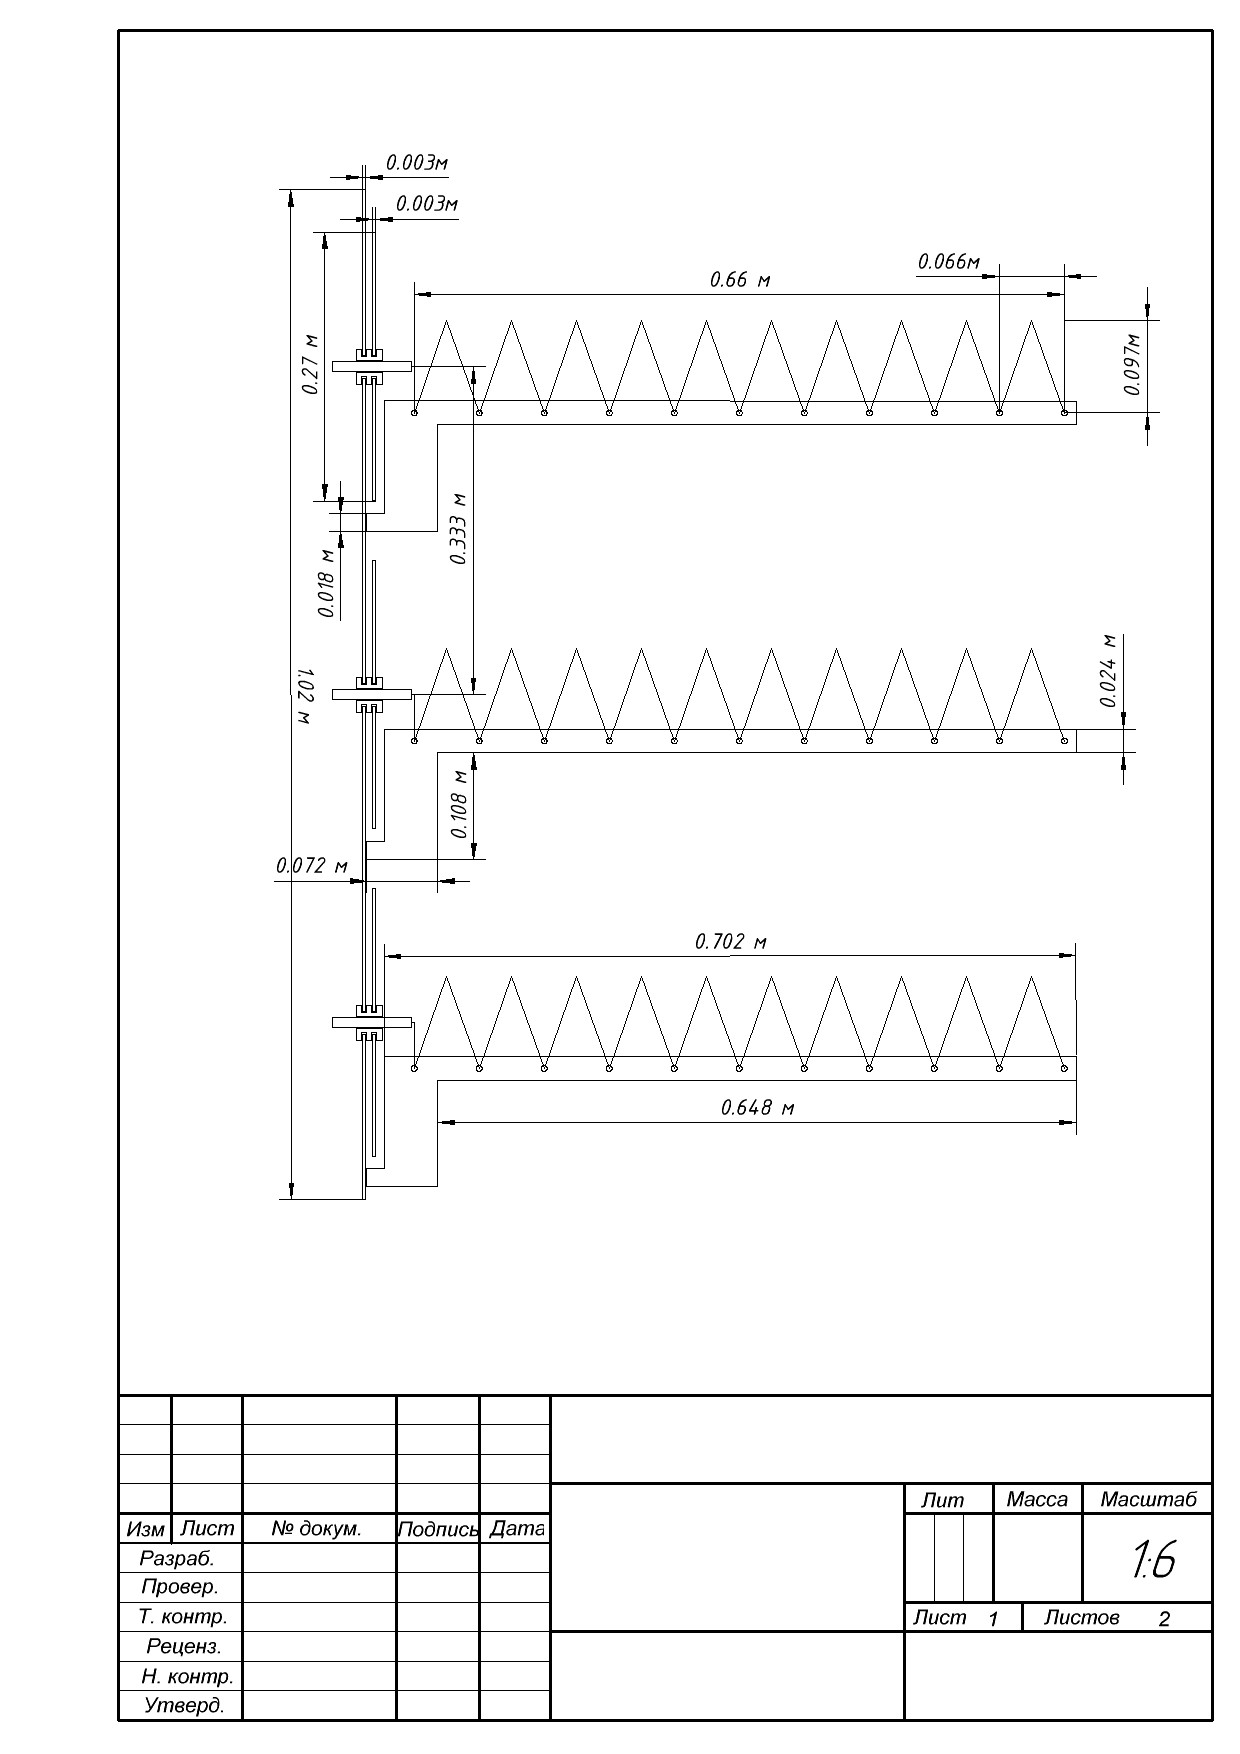 0.003м
0.003м
0.066м
0.66 м
0.27 м
0.097м
0.333 м
0.018 м
1.02 м
0.024 м
0.108 м
0.072 м
0.702 м
0.648 м
Лит Масса Масштаб
Изм Лист № докум. Подпись Дата
1:6
Разраб.
Провер.
Т. контр.
Лист 1 Листов 2
Реценз.
Н. контр.
Утверд.